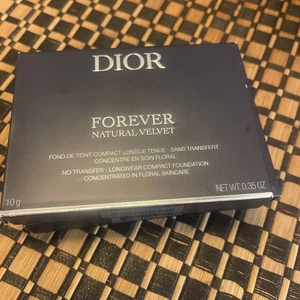 DIOR
FOREVER
NATURAL VELVET
FOND DE TEINT COMPACT LONGUE TENUE - SANS TRANSFERT
CONCENTRÉ EN SOIN FLORAL
NO TRANSFER - LONGWEAR COMPACT FOUNDATION
CONCENTRATED IN FLORAL SKINCARE
10 g
NET WT. 0.35 OZ